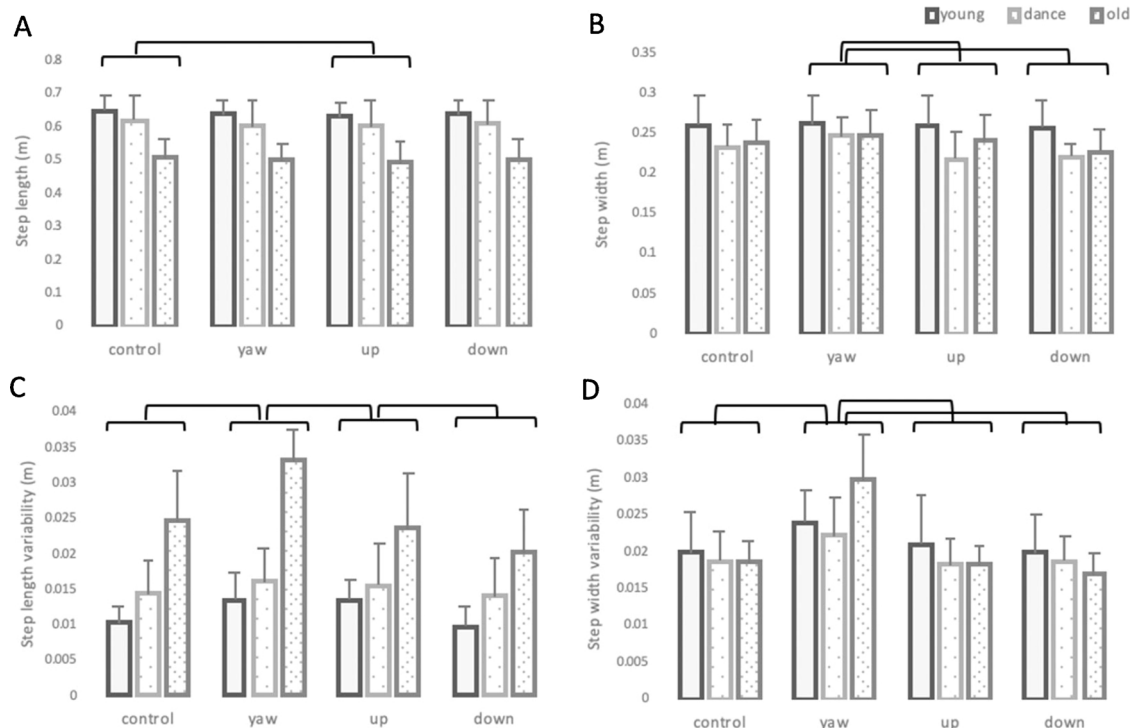 young dance old
A
Step length (m)
0.8
0.7
0.6
0.5
0.4
0.3
0.2
0.1
0
control yaw up down
B
Step width (m)
0.35
0.3
0.25
0.2
0.15
0.1
0.05
0
control yaw up down
C
Step length variability (m)
0.04
0.035
0.03
0.025
0.02
0.015
0.01
0.005
0
control yaw up down
D
Step width variability (m)
0.04
0.035
0.03
0.025
0.02
0.015
0.01
0.005
0
control yaw up down